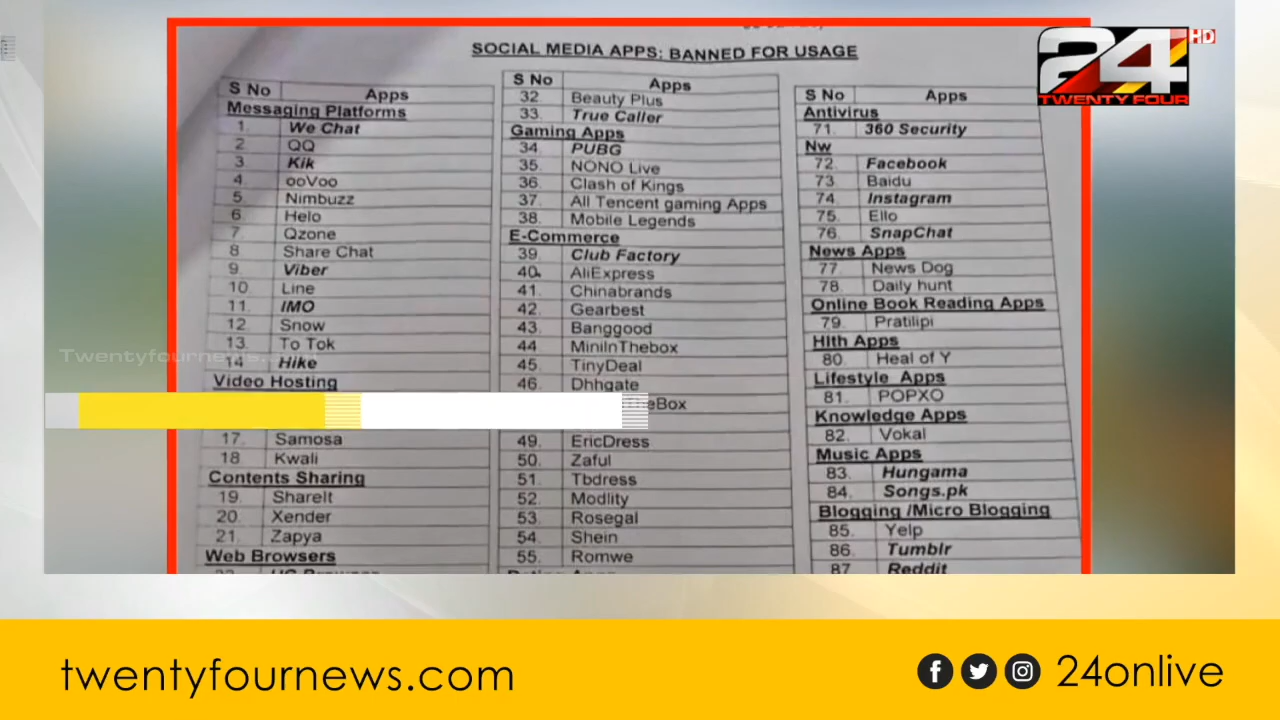 SOCIAL MEDIA APPS: BANNED FOR USAGE
S No Apps
Messaging Platforms
1. We Chat
2 QQ
3. Kik
4. ooVoo
5. Nimbuzz
6 Helo
7. Qzone
8 Share Chat
9. Viber
10. Line
11. IMO
12. Snow
13. To Tok
14 Hike
Video Hosting
17. Samosa
18 Kwali
Contents Sharing
19. ShareIt
20. Xender
21. Zapya
Web Browsers
S No Apps
32 Beauty Plus
33. True Caller
Gaming Apps
34. PUBG
35. NONO Live
36. Clash of Kings
37. All Tencent gaming Apps
38. Mobile Legends
E-Commerce
39. Club Factory
40. AliExpress
41. Chinabrands
42. Gearbest
43. Banggood
44 MiniInThebox
45 TinyDeal
46. Dhhgate
eBox
49. EricDress
50. Zaful
51. Tbdress
52. Modlity
53. Rosegal
54. Shein
55. Romwe
S No Apps
Antivirus
71. 360 Security
Nw
72. Facebook
73. Baidu
74. Instagram
75. Ello
76. SnapChat
News Apps
77. News Dog
78. Daily hunt
Online Book Reading Apps
79. Pratilipi
Hlth Apps
80. Heal of Y
Lifestyle Apps
81. POPXO
Knowledge Apps
82. Vokal
Music Apps
83. Hungama
84. Songs.pk
Blogging /Micro Blogging
85. Yelp
86. Tumblr
87 Reddit
24 HD
TWENTY FOUR
Twentyfournews.com
twentyfournews.com
24onlive